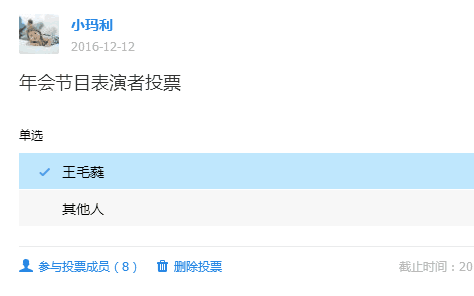 小玛利
2016-12-12
年会节目表演者投票
单选
王毛蕤
其他人
参与投票成员（8） 删除投票 截止时间：20